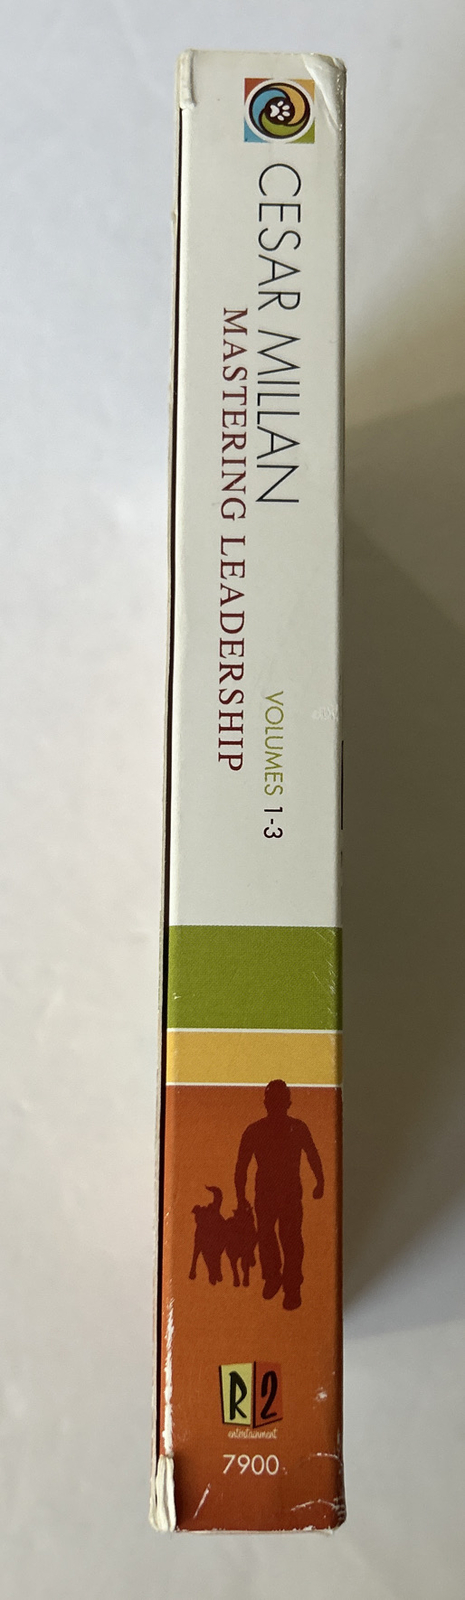 CESAR MILLAN
MASTERING LEADERSHIP
VOLUMES 1-3
R2
entertainment
7900